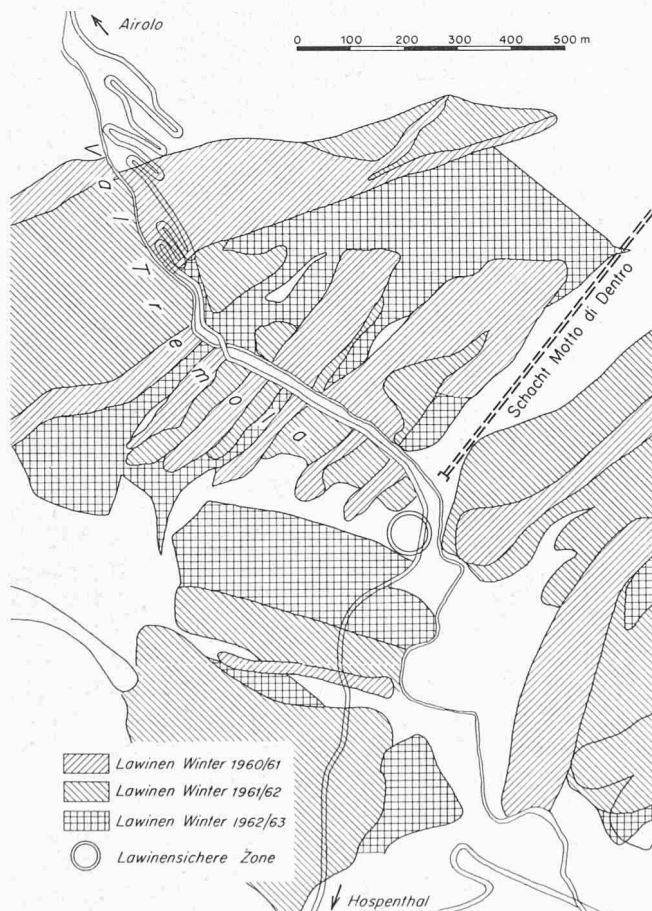 Airolo
0 100 200 300 400 500 m
Val Tremola
Schacht Motto di Dentro
Lawinen Winter 1960/61
Lawinen Winter 1961/62
Lawinen Winter 1962/63
Lawinensichere Zone
Hospenthal